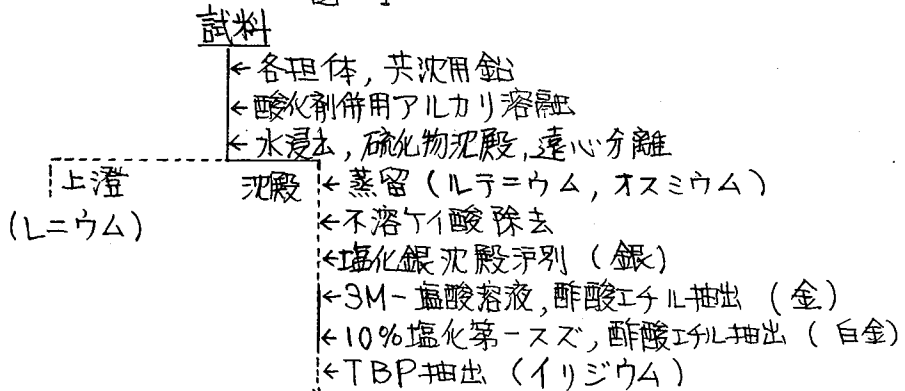 試料
←各担体, 共沈用鉛
←酸化剤併用アルカリ溶融
←水浸出, 硫化物沈殿, 遠心分離
上澄
沈殿
←蒸留 (ルテニウム, オスミウム)
(レニウム)
←不溶ケイ酸除去
←塩化銀沈殿沪別 (銀)
←3M-塩酸溶液, 酢酸エチル抽出 (金)
←10%塩化第一スズ, 酢酸エチル抽出 (白金)
←TBP抽出 (イリジウム)